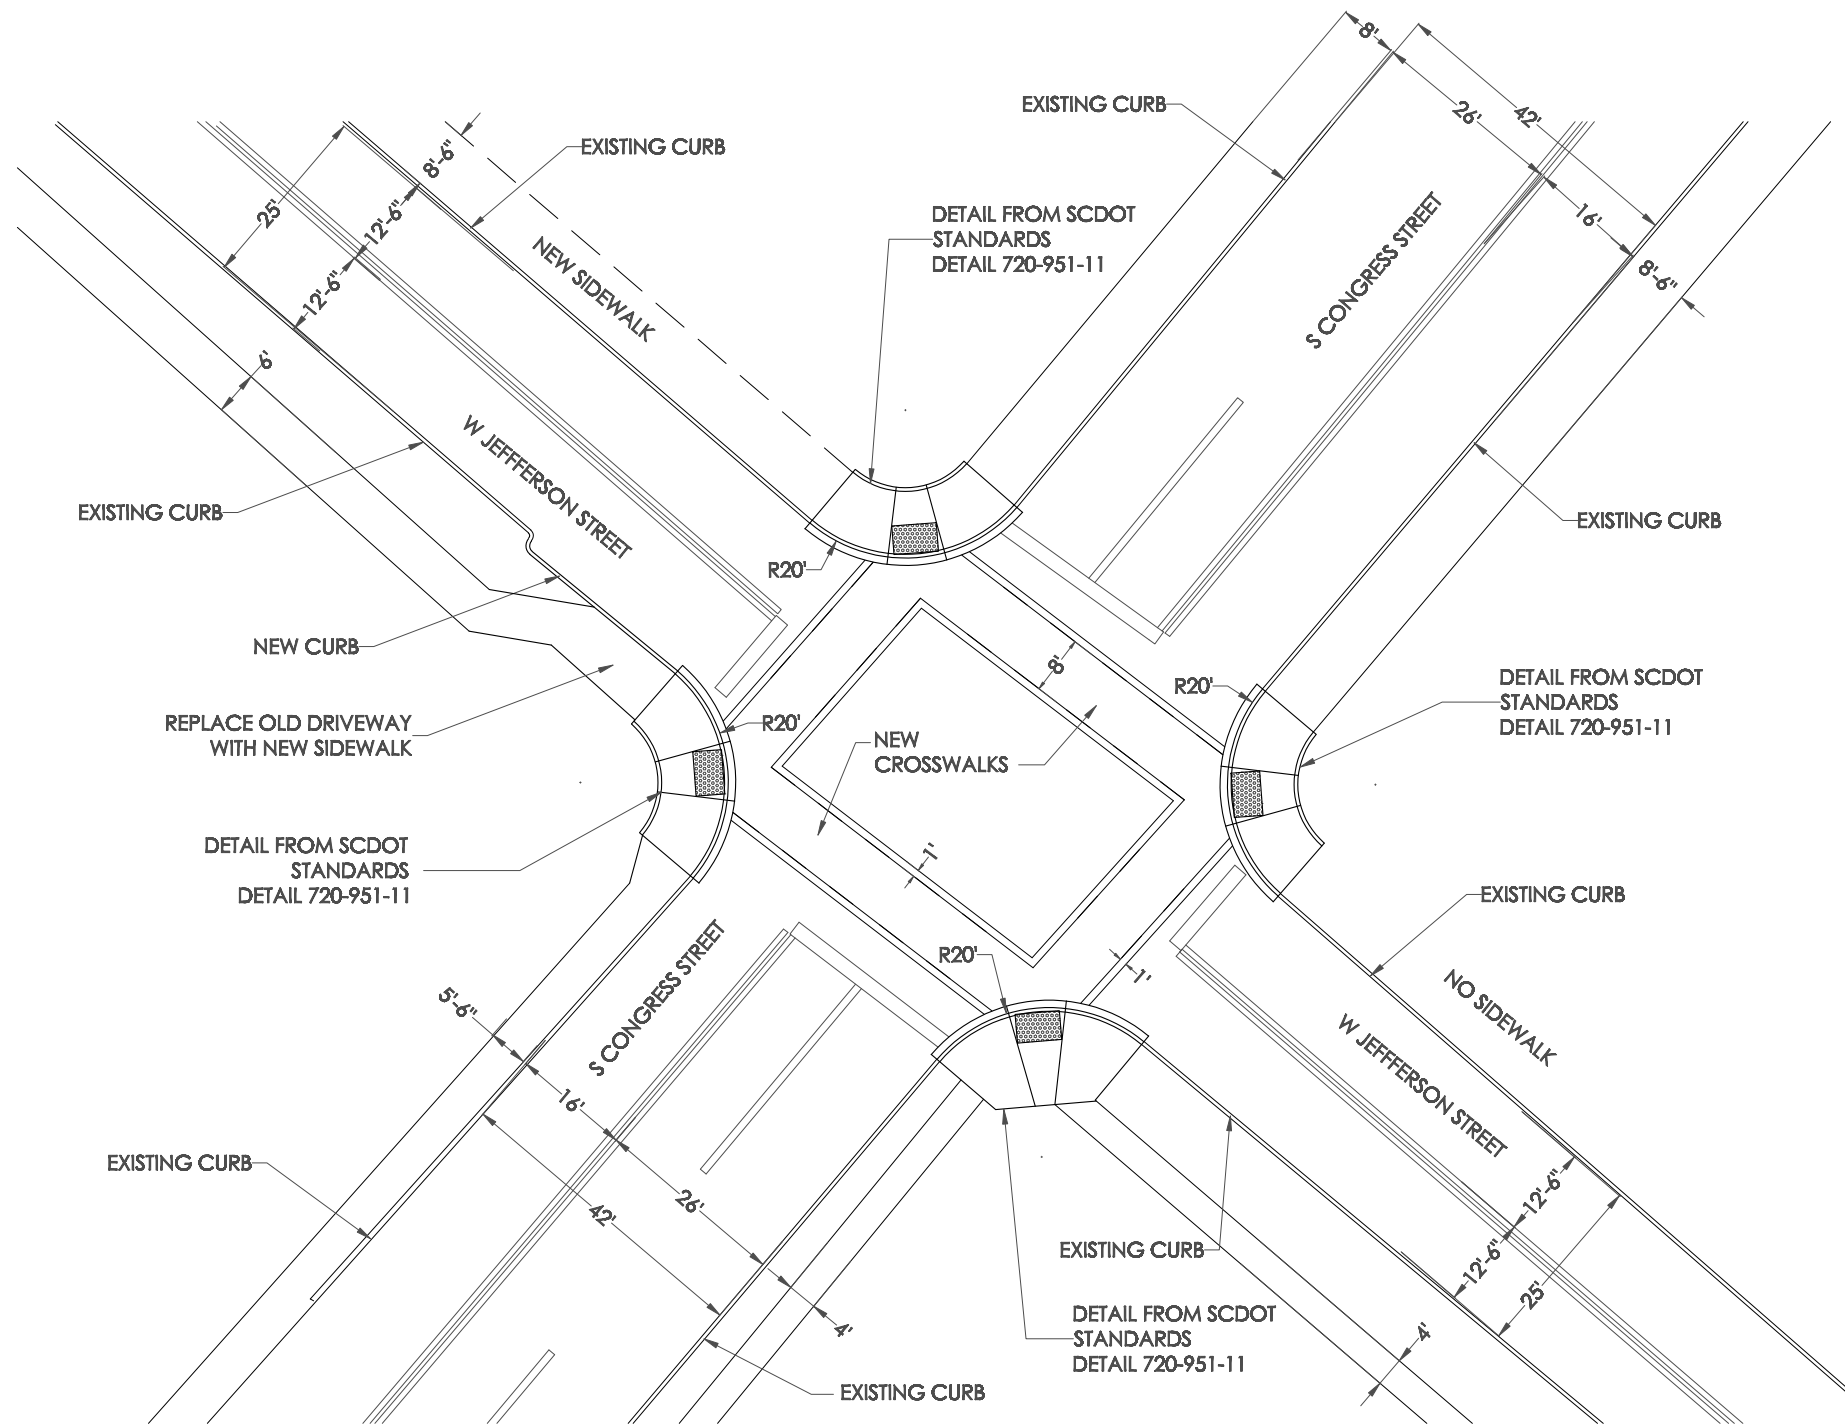 8'
EXISTING CURB
26'
42'
EXISTING CURB
8'-6"
25'
12'-6"
DETAIL FROM SCDOT
STANDARDS
DETAIL 720-951-11
16'
S CONGRESS STREET
8'-6"
NEW SIDEWALK
12'-6"
6'
W JEFFFERSON STREET
EXISTING CURB
EXISTING CURB
R20'
NEW CURB
8'
R20'
DETAIL FROM SCDOT
STANDARDS
DETAIL 720-951-11
REPLACE OLD DRIVEWAY
WITH NEW SIDEWALK
R20'
NEW
CROSSWALKS
DETAIL FROM SCDOT
STANDARDS
DETAIL 720-951-11
1'
EXISTING CURB
R20'
1'
NO SIDEWALK
5'-6"
S CONGRESS STREET
W JEFFFERSON STREET
16'
EXISTING CURB
26'
42'
12'-6"
EXISTING CURB
12'-6"
25'
DETAIL FROM SCDOT
STANDARDS
DETAIL 720-951-11
4'
4'
EXISTING CURB